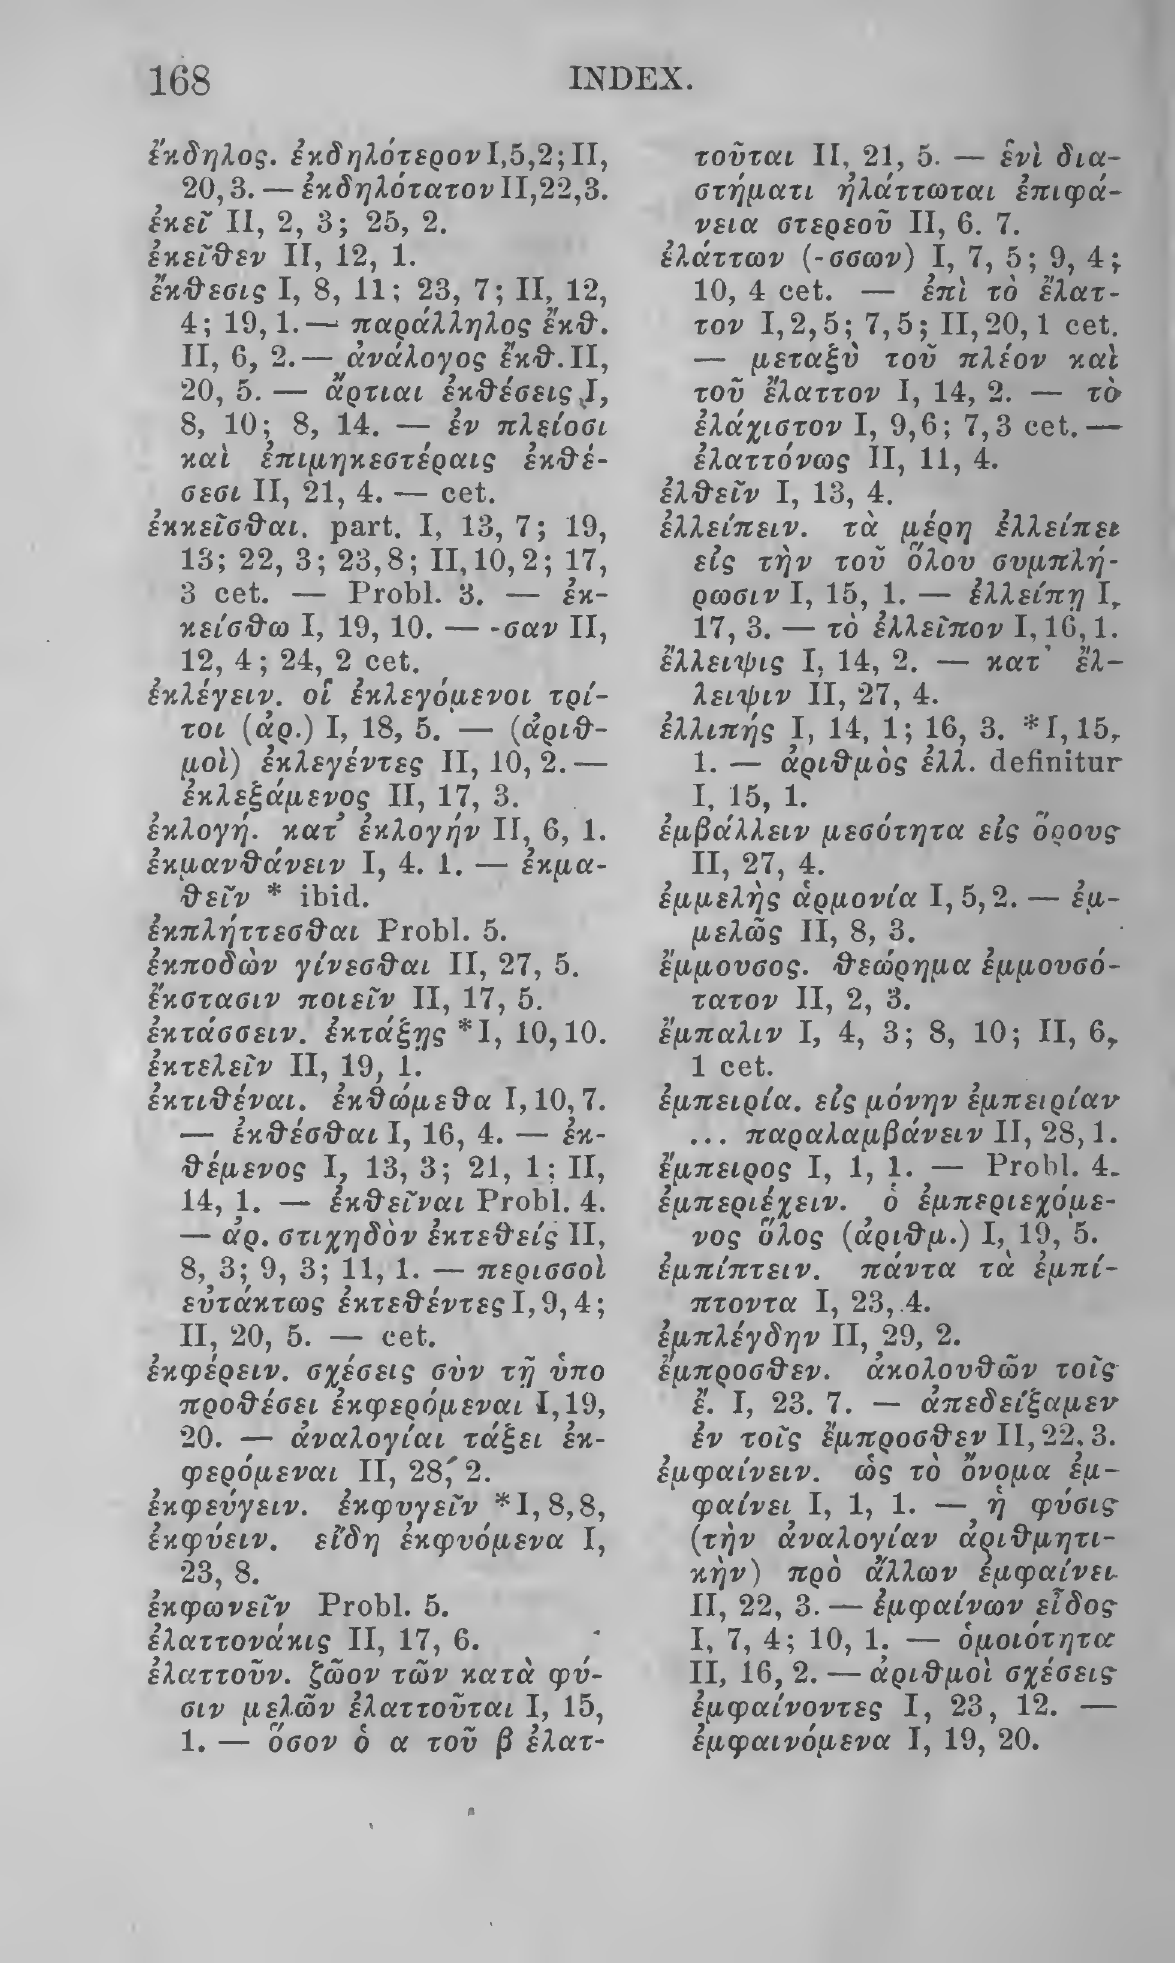 168
INDEX.
ἔκδηλος. ἐκδηλότερον I,5,2; II,
20, 3. — ἐκδηλότατον II,22,3.
ἐκεῖ II, 2, 3; 25, 2.
ἐκεῖθεν II, 12, 1.
ἔκθεσις I, 8, 11; 23, 7; II, 12,
4; 19, 1. — παράλληλος ἔκθ.
II, 6, 2. — ἀνάλογος ἔκθ. II,
20, 5. — ἄρτιαι ἐκθέσεις I,
8, 10; 8, 14. — ἐν πλείοσι
καὶ ἐπιμηκεστέραις ἐκθέ-
σεσι II, 21, 4. — cet.
ἐκκεῖσθαι. part. I, 13, 7; 19,
13; 22, 3; 23, 8; II, 10, 2; 17,
3 cet. — Probl. 3. — ἐκ-
κείσθω I, 19, 10. — -σαν II,
12, 4; 24, 2 cet.
ἐκλέγειν. οἱ ἐκλεγόμενοι τρί-
τοι (ἀρ.) I, 18, 5. — (ἀριθ-
μοὶ) ἐκλεγέντες II, 10, 2. —
ἐκλεξάμενος II, 17, 3.
ἐκλογή. κατ᾽ ἐκλογήν II, 6, 1.
ἐκμανθάνειν I, 4. 1. — ἐκμα-
θεῖν * ibid.
ἐκπλήττεσθαι Probl. 5.
ἐκποδὼν γίνεσθαι II, 27, 5.
ἔκστασιν ποιεῖν II, 17, 5.
ἐκτάσσειν. ἐκτάξῃς * I, 10, 10.
ἐκτελεῖν II, 19, 1.
ἐκτιθέναι. ἐκθώμεθα I, 10, 7.
— ἐκθέσθαι I, 16, 4. — ἐκ-
θέμενος I, 13, 3; 21, 1; II,
14, 1. — ἐκθεῖναι Probl. 4.
— ἀρ. στιχηδὸν ἐκτεθείς II,
8, 3; 9, 3; 11, 1. — περισσοὶ
εὐτάκτως ἐκτεθέντες I, 9, 4;
II, 20, 5. — cet.
ἐκφέρειν. σχέσεις σὺν τῇ ὑπο
προθέσει ἐκφερόμεναι I, 19,
20. — ἀναλογίαι τάξει ἐκ-
φερόμεναι II, 28, 2.
ἐκφεύγειν. ἐκφυγεῖν * I, 8, 8,
ἐκφύειν. εἴδη ἐκφυόμενα I,
23, 8.
ἐκφωνεῖν Probl. 5.
ἐλαττονάκις II, 17, 6.
ἐλαττοῦν. ζῶον τῶν κατὰ φύ-
σιν μελῶν ἐλαττοῦται I, 15,
1. — ὅσον ὁ α τοῦ β ἐλατ-
τοῦται II, 21, 5. — ἑνὶ δια-
στήματι ἠλάττωται ἐπιφά-
νεια στερεοῦ II, 6. 7.
ἐλάττων (-σσων) I, 7, 5; 9, 4;
10, 4 cet. — ἐπὶ τὸ ἔλατ-
τον I, 2, 5; 7, 5; II, 20, 1 cet.
— μεταξὺ τοῦ πλέον καὶ
τοῦ ἔλαττον I, 14, 2. — τὸ
ἐλάχιστον I, 9, 6; 7, 3 cet. —
ἐλαττόνως II, 11, 4.
ἐλθεῖν I, 13, 4.
ἐλλείπειν. τὰ μέρη ἐλλείπει
εἰς τὴν τοῦ ὅλου συμπλή-
ρωσιν I, 15, 1. — ἐλλείπῃ I,
17, 3. — τὸ ἐλλεῖπον I, 16, 1.
ἔλλειψις I, 14, 2. — κατ᾽ ἔλ-
λειψιν II, 27, 4.
ἐλλιπής I, 14, 1; 16, 3. * I, 15,
1. — ἀριθμὸς ἐλλ. definitur
I, 15, 1.
ἐμβάλλειν μεσότητα εἰς ὅρους
II, 27, 4.
ἐμμελὴς ἁρμονία I, 5, 2. — ἐμ-
μελῶς II, 8, 3.
ἔμμουσος. θεώρημα ἐμμουσό-
τατον II, 2, 3.
ἔμπαλιν I, 4, 3; 8, 10; II, 6,
1 cet.
ἐμπειρία. εἰς μόνην ἐμπειρίαν
... παραλαμβάνειν II, 28, 1.
ἔμπειρος I, 1, 1. — Probl. 4.
ἐμπεριέχειν. ὁ ἐμπεριεχόμε-
νος ὅλος (ἀριθμ.) I, 19, 5.
ἐμπίπτειν. πάντα τὰ ἐμπί-
πτοντα I, 23, 4.
ἐμπλέγδην II, 29, 2.
ἔμπροσθεν. ἀκολουθῶν τοῖς
ἔ. I, 23. 7. — ἀπεδείξαμεν
ἐν τοῖς ἔμπροσθεν II, 22, 3.
ἐμφαίνειν. ὡς τὸ ὄνομα ἐμ-
φαίνει I, 1, 1. — ἡ φύσις
(τὴν ἀναλογίαν ἀριθμητι-
κὴν) πρὸ ἄλλων ἐμφαίνει
II, 22, 3. — ἐμφαίνων εἶδος
I, 7, 4; 10, 1. — ὁμοιότητα
II, 16, 2. — ἀριθμοὶ σχέσεις
ἐμφαίνοντες I, 23, 12. —
ἐμφαινόμενα I, 19, 20.